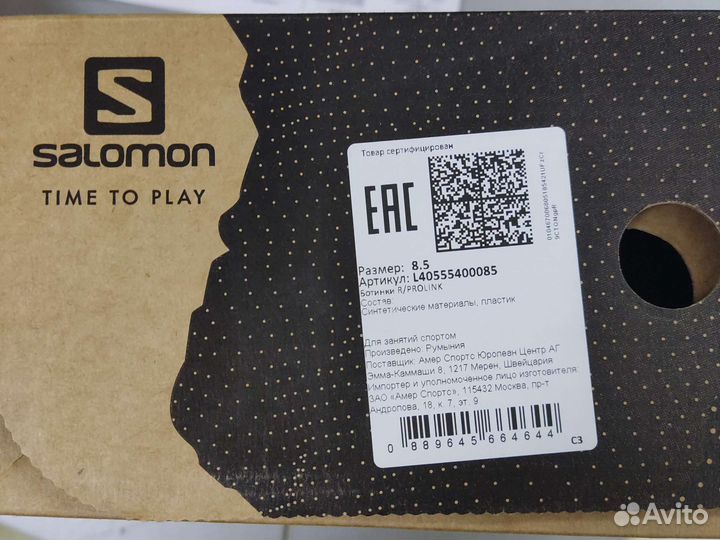 SALOMON
TIME TO PLAY
Товар сертифицирован
EAC
Размер: 8.5
Артикул: L40555400085
Ботинки R/PROLINK
Состав:
Синтетические материалы, пластик
Для занятий спортом
Произведено: Румыния
Поставщик: Амер Спортс Юропеан Центр АГ
Эмма-Каммаши 8, 1217 Мерен, Швейцария
Импортер и уполномоченное лицо изготовителя:
ЗАО «Амер Спортс», 115432 Москва, пр-т
Андропова, 18, к. 7, эт. 9
0 889645 664644
C3
Avito